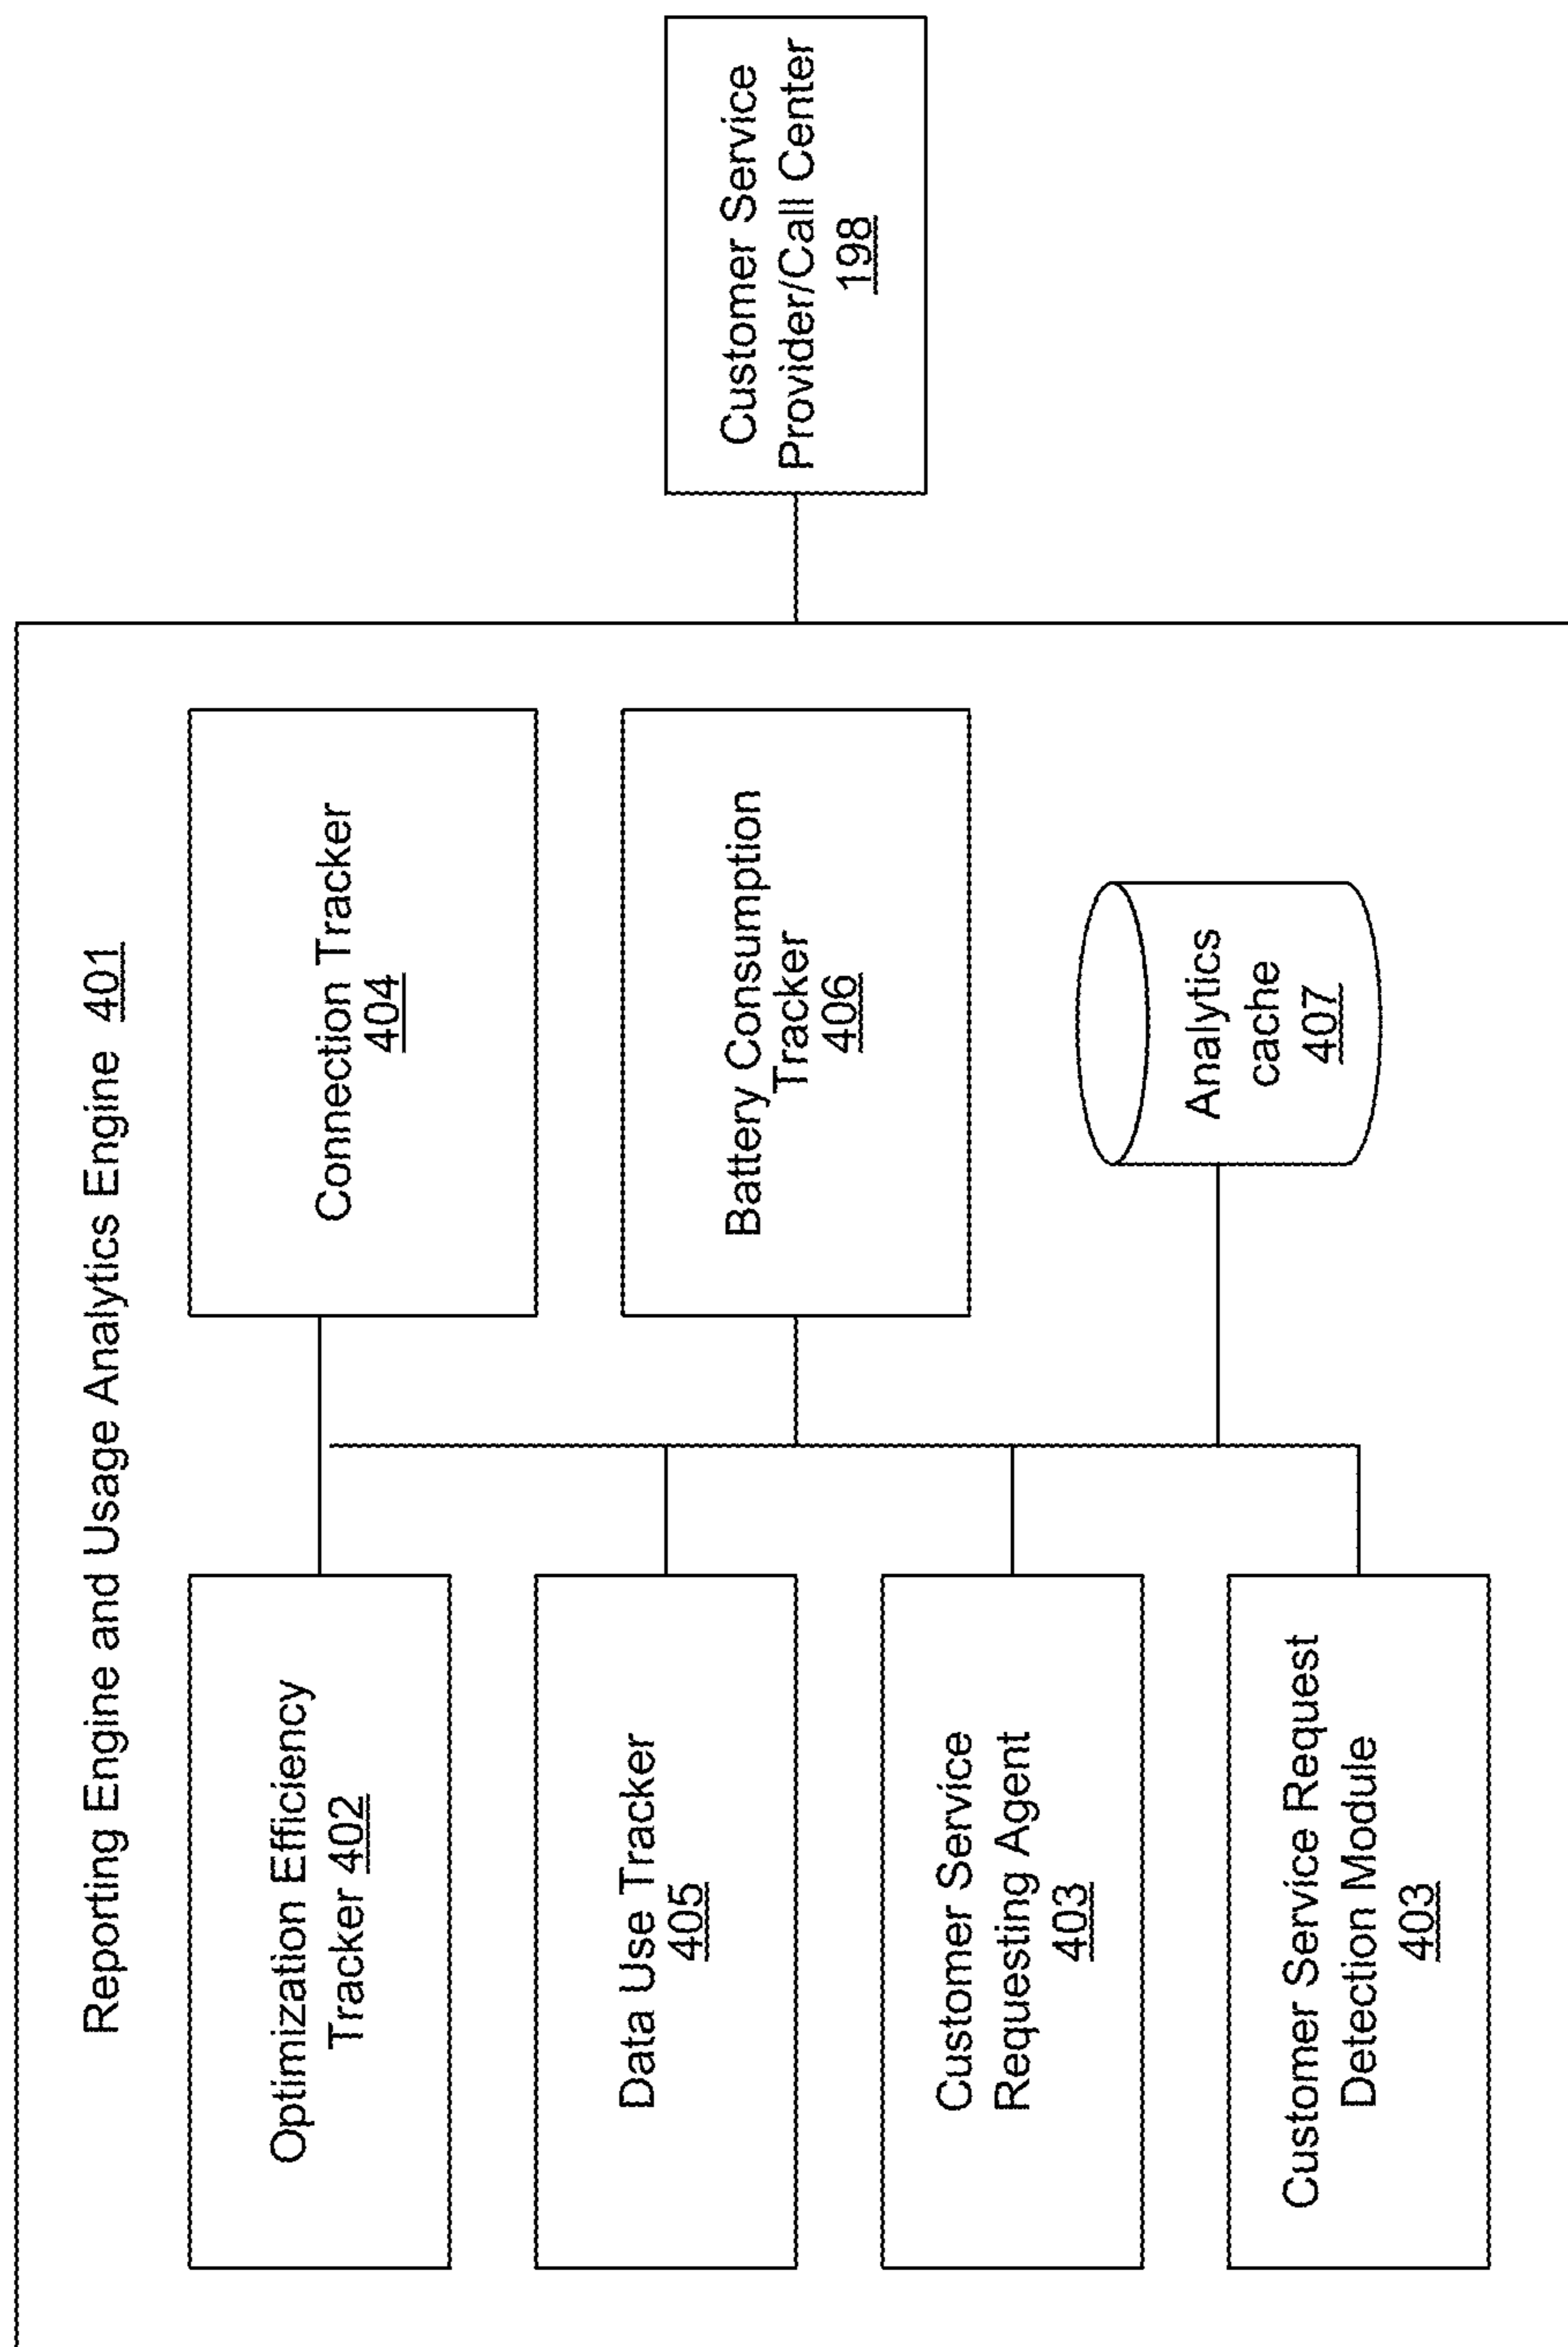 Reporting Engine and Usage Analytics Engine 401
Optimization Efficiency
Tracker 402
Connection Tracker
404
Data Use Tracker
405
Battery Consumption
Tracker
406
Customer Service
Requesting Agent
403
Analytics
cache
407
Customer Service Request
Detection Module
403
Customer Service
Provider/Call Center
198